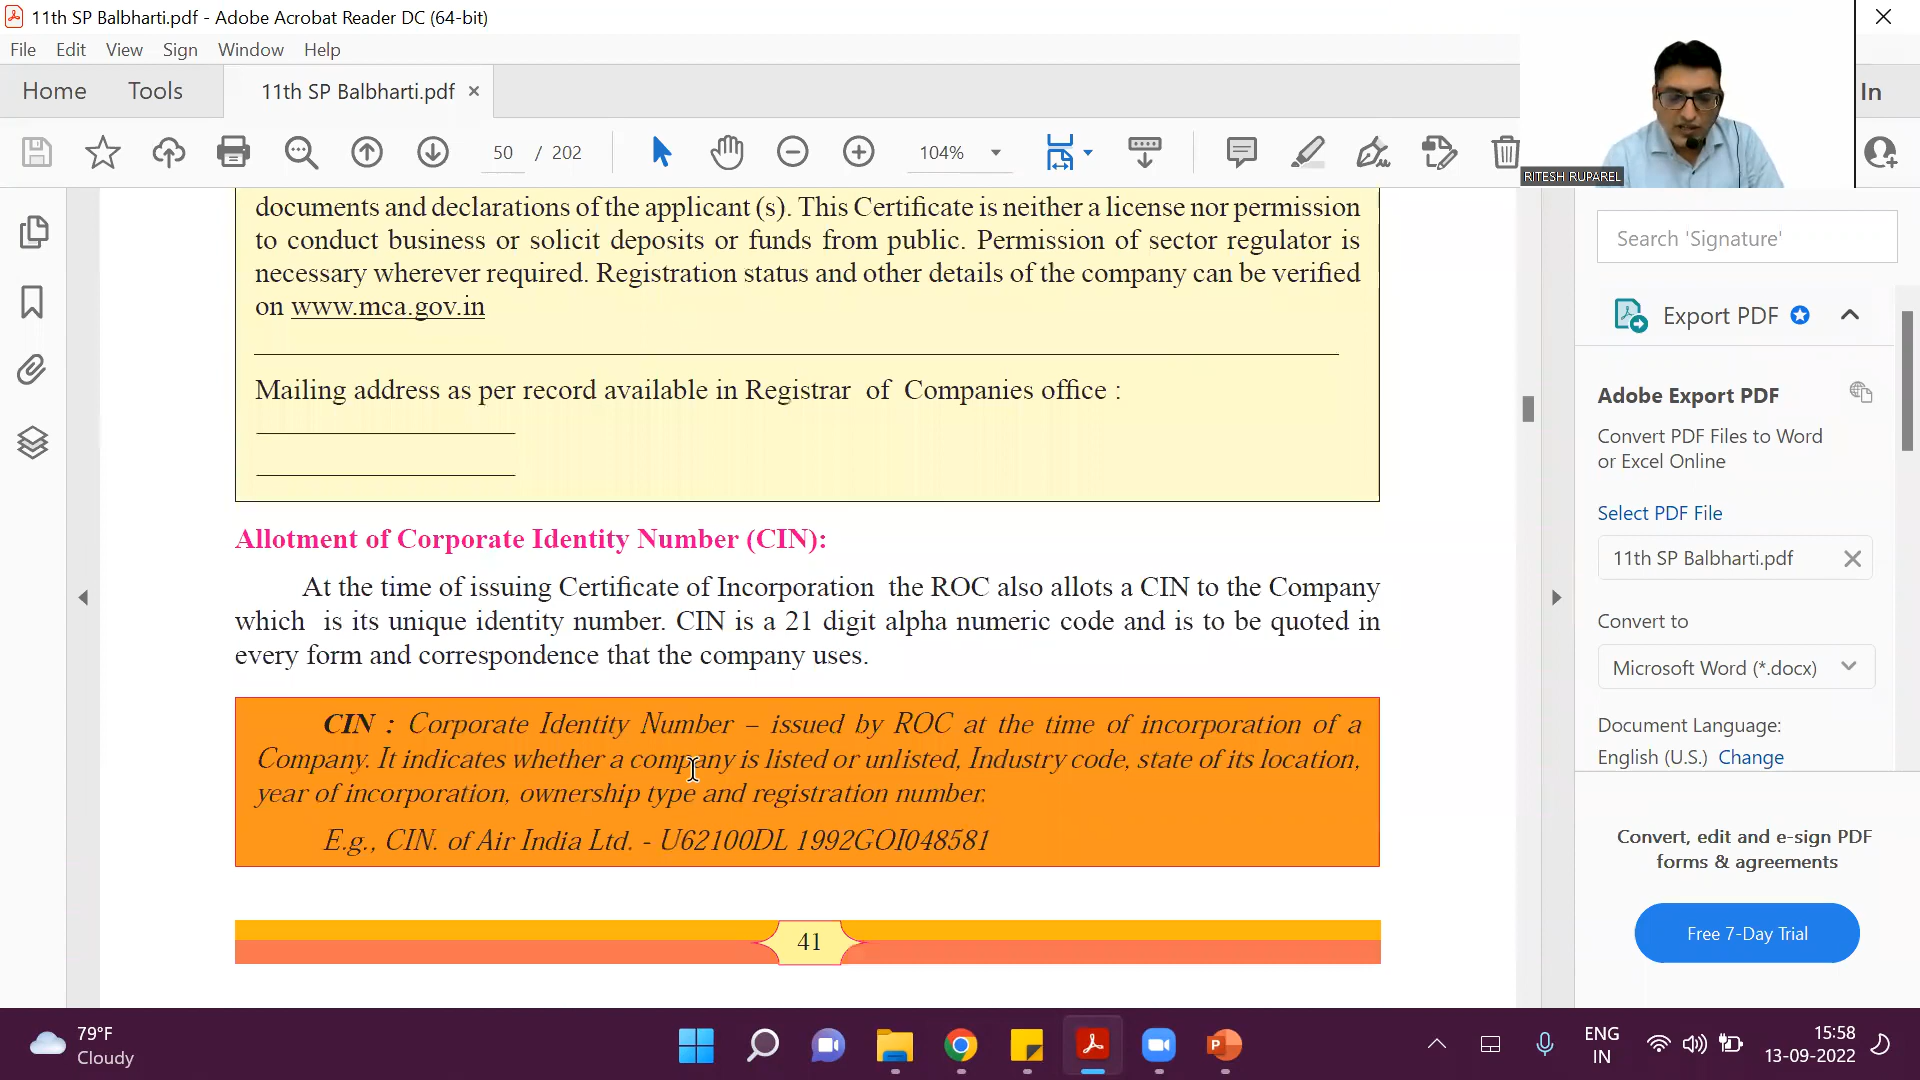 11th SP Balbharti.pdf - Adobe Acrobat Reader DC (64-bit)
File Edit View Sign Window Help
Home Tools 11th SP Balbharti.pdf In
50 / 202 104%
RITESH RUPAREL
documents and declarations of the applicant (s). This Certificate is neither a license nor permission
to conduct business or solicit deposits or funds from public. Permission of sector regulator is
necessary wherever required. Registration status and other details of the company can be verified
on www.mca.gov.in
Mailing address as per record available in Registrar of Companies office :
Allotment of Corporate Identity Number (CIN):
At the time of issuing Certificate of Incorporation the ROC also allots a CIN to the Company
which is its unique identity number. CIN is a 21 digit alpha numeric code and is to be quoted in
every form and correspondence that the company uses.
CIN : Corporate Identity Number – issued by ROC at the time of incorporation of a
Company. It indicates whether a company is listed or unlisted, Industry code, state of its location,
year of incorporation, ownership type and registration number.
E.g., CIN. of Air India Ltd. - U62100DL 1992GOI048581
41
Search 'Signature'
Export PDF
Adobe Export PDF
Convert PDF Files to Word
or Excel Online
Select PDF File
11th SP Balbharti.pdf
Convert to
Microsoft Word (*.docx)
Document Language:
English (U.S.) Change
Convert, edit and e-sign PDF
forms & agreements
Free 7-Day Trial
79°F
Cloudy
P
ENG
IN
15:58
13-09-2022